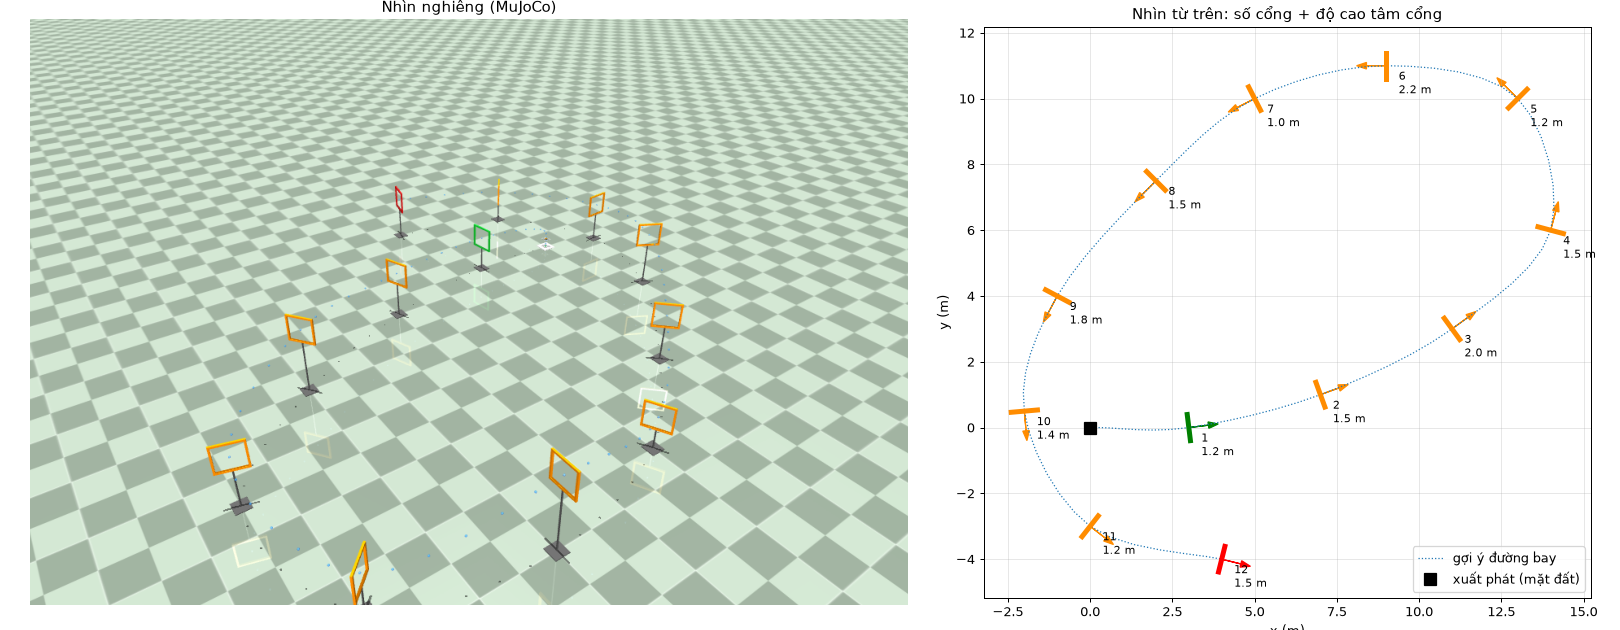 Nhìn nghiêng (MuJoCo)
Nhìn từ trên: số cổng + độ cao tâm cổng
12
10
8
6
4
2
0
−2
−4
y (m)
−2.5
0.0
2.5
5.0
7.5
10.0
12.5
15.0
x (m)
6
2.2 m
5
1.2 m
7
1.0 m
8
1.5 m
4
1.5 m
9
1.8 m
3
2.0 m
2
1.5 m
10
1.4 m
1
1.2 m
11
1.2 m
12
1.5 m
gợi ý đường bay
xuất phát (mặt đất)